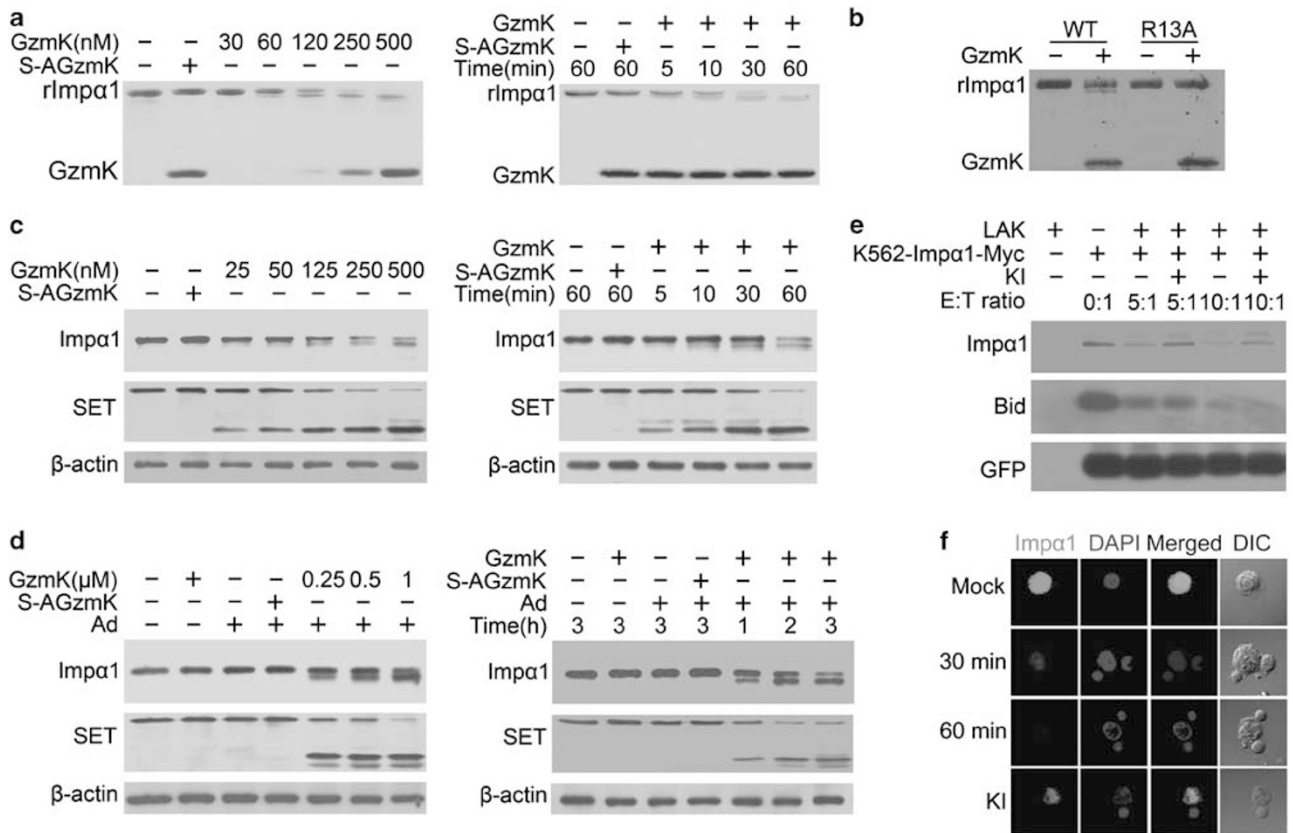 a
GzmK(nM) – – 30 60 120 250 500
S-AGzmK – + – – – – –
rImpα1
GzmK
GzmK – – + + + +
S-AGzmK – + – – – –
Time(min) 60 60 5 10 30 60
rImpα1
GzmK
b
WT R13A
GzmK – + – +
rImpα1
GzmK
c
GzmK(nM) – – 25 50 125 250 500
S-AGzmK – + – – – – –
Impα1
SET
β-actin
GzmK – – + + + +
S-AGzmK – + – – – –
Time(min) 60 60 5 10 30 60
Impα1
SET
β-actin
e
LAK + – + + + +
K562-Impα1-Myc – + + + + +
KI – – – + – +
E:T ratio 0:1 5:1 5:1 10:1 10:1
Impα1
Bid
GFP
d
GzmK(μM) – + – – 0.25 0.5 1
S-AGzmK – – – + – – –
Ad – – + + + + +
Impα1
SET
β-actin
GzmK – + – – + + +
S-AGzmK – – – + – – –
Ad – – + + + + +
Time(h) 3 3 3 3 1 2 3
Impα1
SET
β-actin
f
Impα1 DAPI Merged DIC
Mock
30 min
60 min
KI